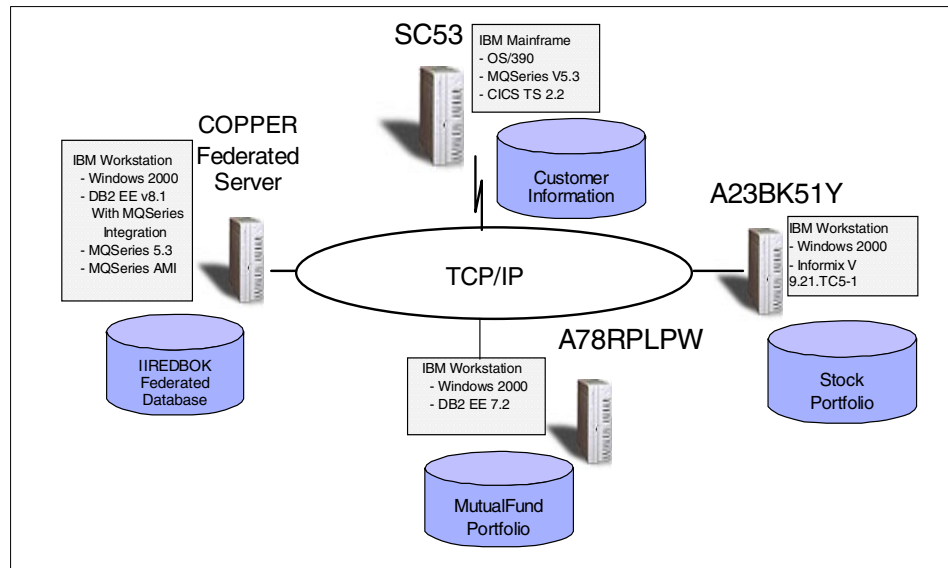 SC53
IBM Mainframe
- OS/390
- MQSeries V5.3
- CICS TS 2.2
Customer
Information
COPPER
Federated
Server
IBM Workstation
- Windows 2000
- DB2 EE v8.1
With MQSeries
Integration
- MQSeries 5.3
- MQSeries AMI
IIREDBOK
Federated
Database
TCP/IP
A23BK51Y
IBM Workstation
- Windows 2000
- Informix V
9.21.TC5-1
Stock
Portfolio
A78RPLPW
IBM Workstation
- Windows 2000
- DB2 EE 7.2
MutualFund
Portfolio